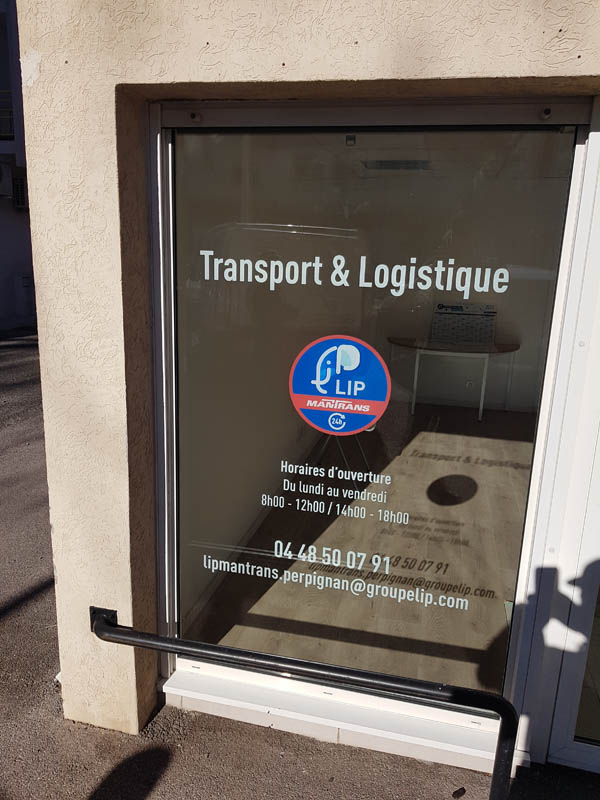 Transport & Logistique
LIP
MANTRANS
24h
Horaires d'ouverture
Du lundi au vendredi
8h00 - 12h00 / 14h00 - 18h00
04 48 50 07 91
lipmantrans.perpignan@groupelip.com